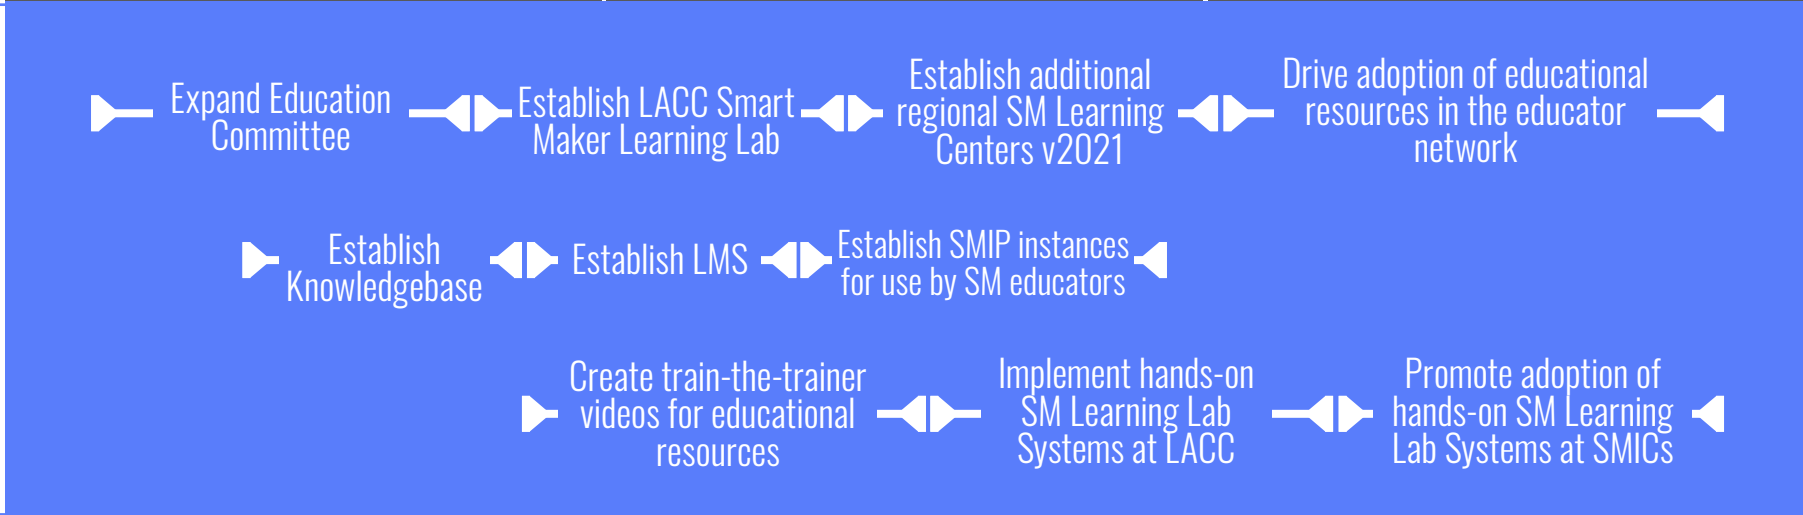 Expand Education
Committee
Establish LACC Smart
Maker Learning Lab
Establish additional
regional SM Learning
Centers v2021
Drive adoption of educational
resources in the educator
network
Establish
Knowledgebase
Establish LMS
Establish SMIP instances
for use by SM educators
Create train-the-trainer
videos for educational
resources
Implement hands-on
SM Learning Lab
Systems at LACC
Promote adoption of
hands-on SM Learning
Lab Systems at SMICs